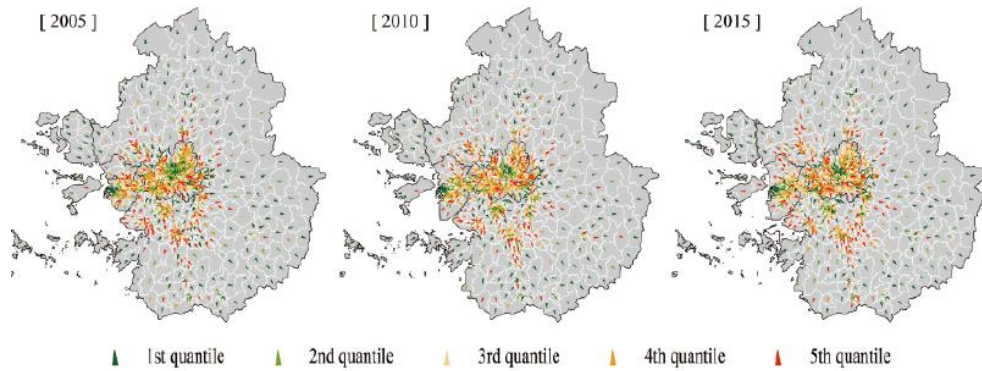 [ 2005 ]
[ 2010 ]
[ 2015 ]
1st quantile
2nd quantile
3rd quantile
4th quantile
5th quantile